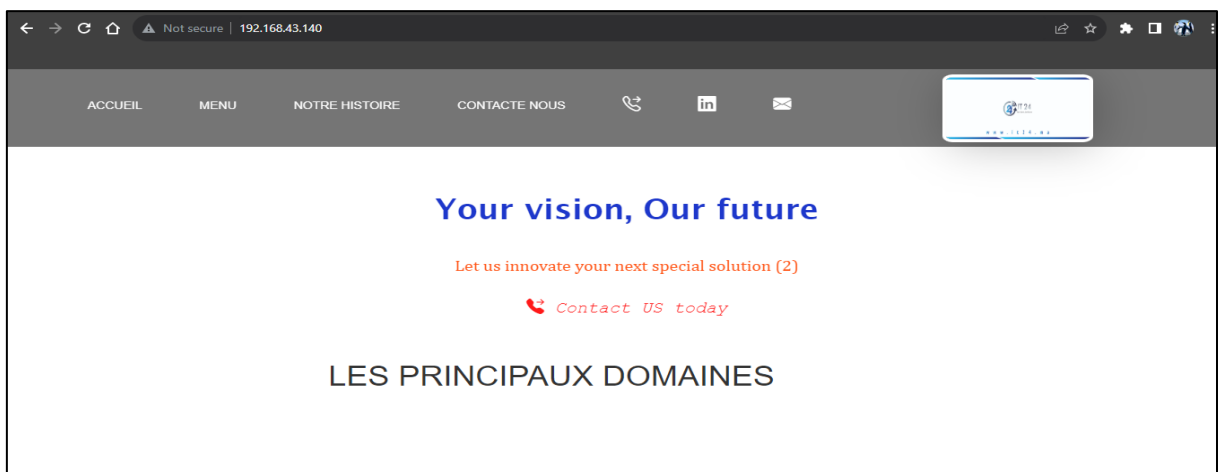 Not secure | 192.168.43.140
ACCUEIL MENU NOTRE HISTOIRE CONTACTE NOUS
Your vision, Our future
Let us innovate your next special solution (2)
Contact US today
LES PRINCIPAUX DOMAINES